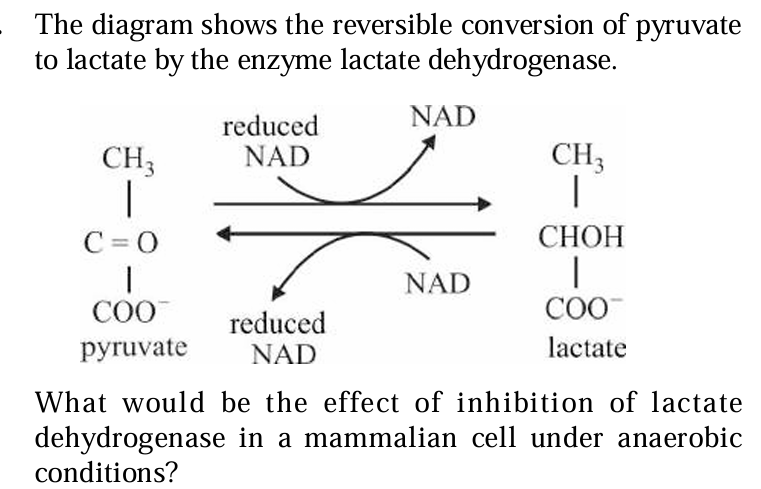 The diagram shows the reversible conversion of pyruvate
to lactate by the enzyme lactate dehydrogenase.
reduced
NAD
NAD
CH₃
|
C = O
|
COO⁻
pyruvate
CH₃
|
CHOH
|
COO⁻
lactate
NAD
reduced
NAD
What would be the effect of inhibition of lactate
dehydrogenase in a mammalian cell under anaerobic
conditions?